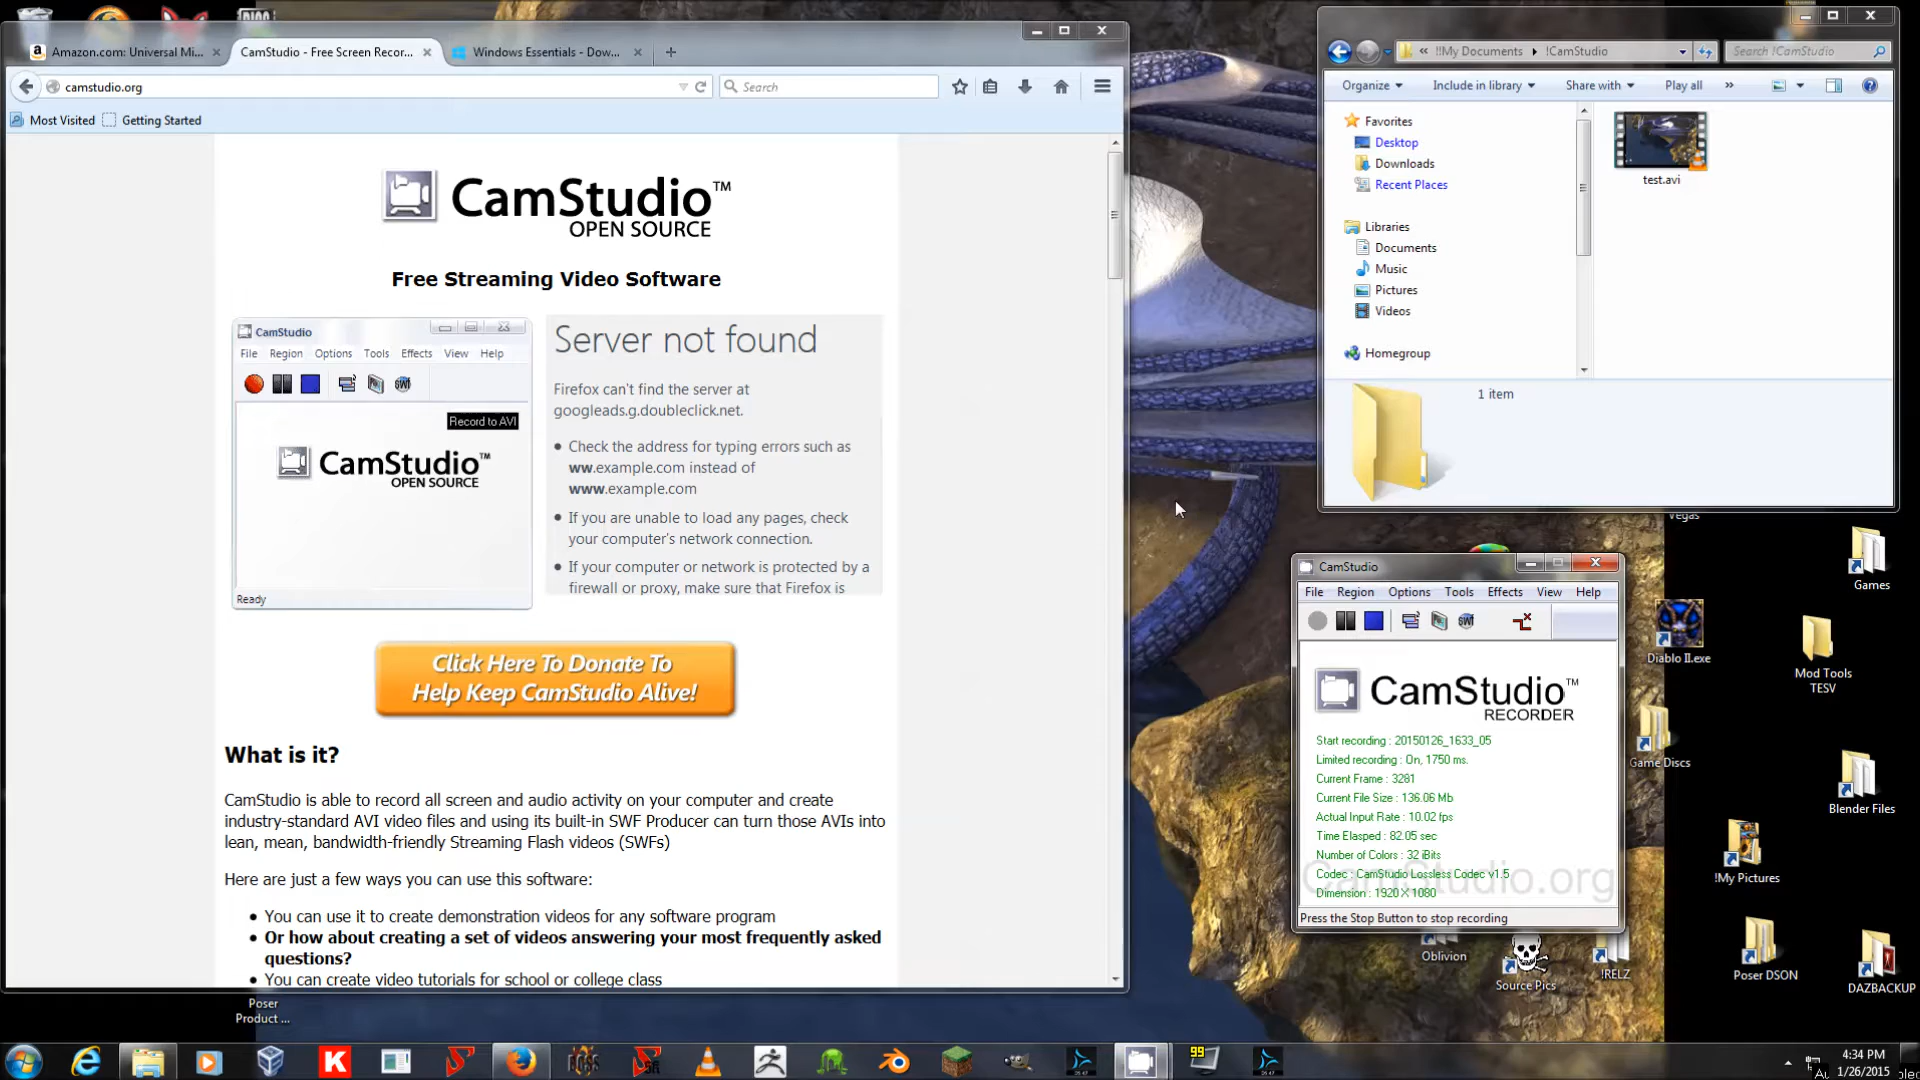 Amazon.com: Universal Mi...
CamStudio - Free Screen Recor...
Windows Essentials - Dow...
camstudio.org
Search
Most Visited
Getting Started
CamStudio™
OPEN SOURCE
Free Streaming Video Software
CamStudio
File Region Options Tools Effects View Help
Record to AVI
CamStudio™
OPEN SOURCE
Ready
Server not found
Firefox can't find the server at
googleads.g.doubleclick.net.
Check the address for typing errors such as
ww.example.com instead of
www.example.com
If you are unable to load any pages, check
your computer's network connection.
If your computer or network is protected by a
firewall or proxy, make sure that Firefox is
Click Here To Donate To
Help Keep CamStudio Alive!
What is it?
CamStudio is able to record all screen and audio activity on your computer and create
industry-standard AVI video files and using its built-in SWF Producer can turn those AVIs into
lean, mean, bandwidth-friendly Streaming Flash videos (SWFs)
Here are just a few ways you can use this software:
You can use it to create demonstration videos for any software program
Or how about creating a set of videos answering your most frequently asked
questions?
You can create video tutorials for school or college class
Poser
Product ...
« !!My Documents !CamStudio
Search !CamStudio
Organize Include in library Share with Play all »
Favorites
Desktop
Downloads
Recent Places
Libraries
Documents
Music
Pictures
Videos
Homegroup
test.avi
1 item
Vegas
Games
Diablo II.exe
Mod Tools
TESV
Game Discs
Blender Files
!My Pictures
Oblivion
Source Pics
!RELZ
Poser DSON
DAZBACKUP
CamStudio
File Region Options Tools Effects View Help
CamStudio™
RECORDER
Start recording : 20150126_1633_05
Limited recording : On, 1750 ms.
Current Frame : 3281
Current File Size : 136.06 Mb
Actual Input Rate : 10.02 fps
Time Elasped : 82.05 sec
Number of Colors : 32 iBits
Codec : CamStudio Lossless Codec v1.5
Dimension : 1920 X 1080
CamStudio.org
Press the Stop Button to stop recording
99
4:34 PM
1/26/2015